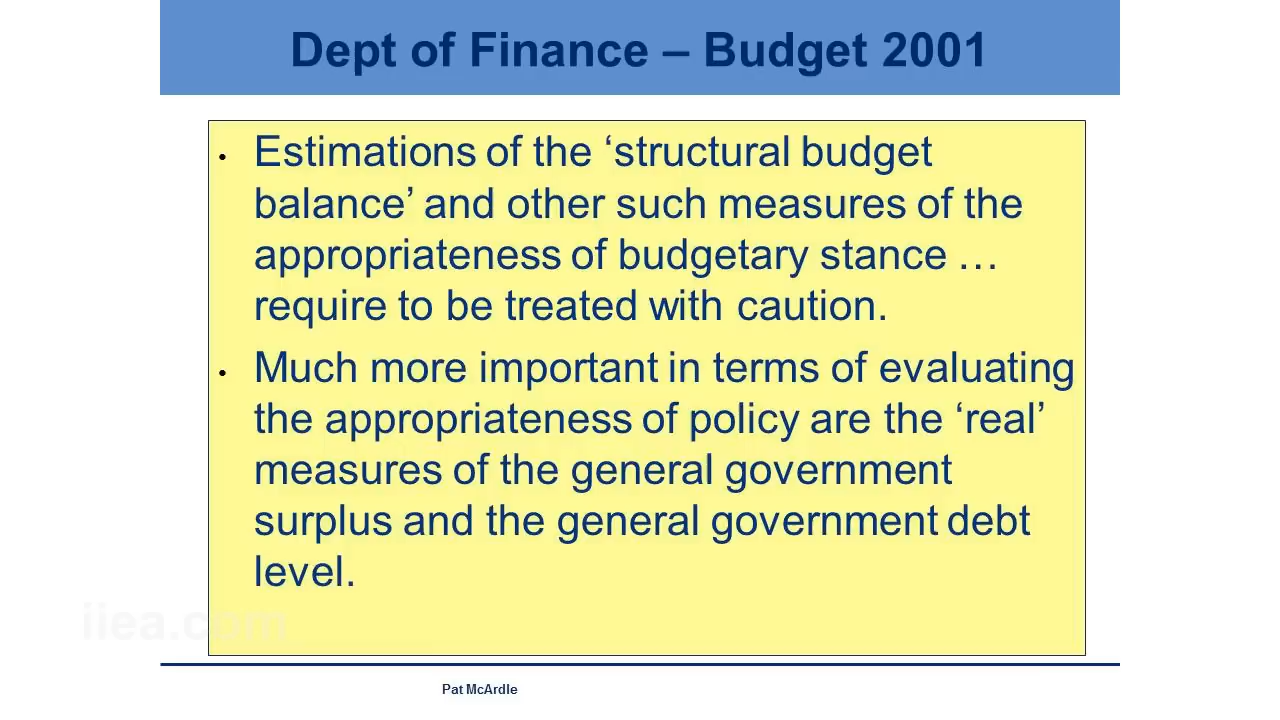 Dept of Finance – Budget 2001
• Estimations of the ‘structural budget
balance’ and other such measures of the
appropriateness of budgetary stance …
require to be treated with caution.
• Much more important in terms of evaluating
the appropriateness of policy are the ‘real’
measures of the general government
surplus and the general government debt
level.
iiea.com
Pat McArdle